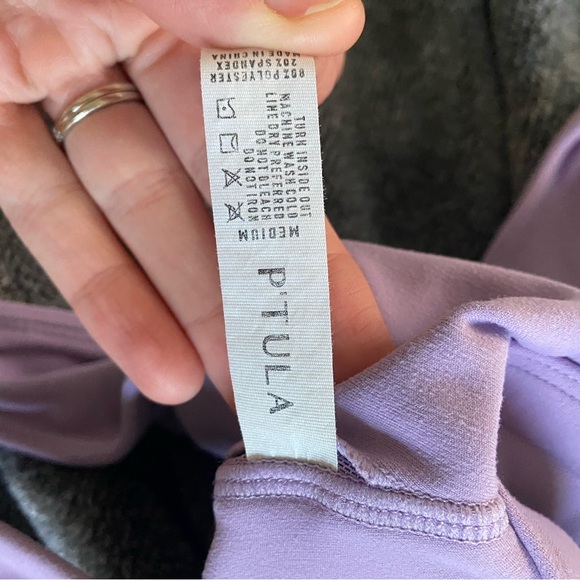 P'TULA
MEDIUM
TURN INSIDE OUT
MACHINE WASH COLD
LINE DRY PREFERRED
DO NOT BLEACH
DO NOT IRON
80% POLYESTER
20% SPANDEX
MADE IN CHINA